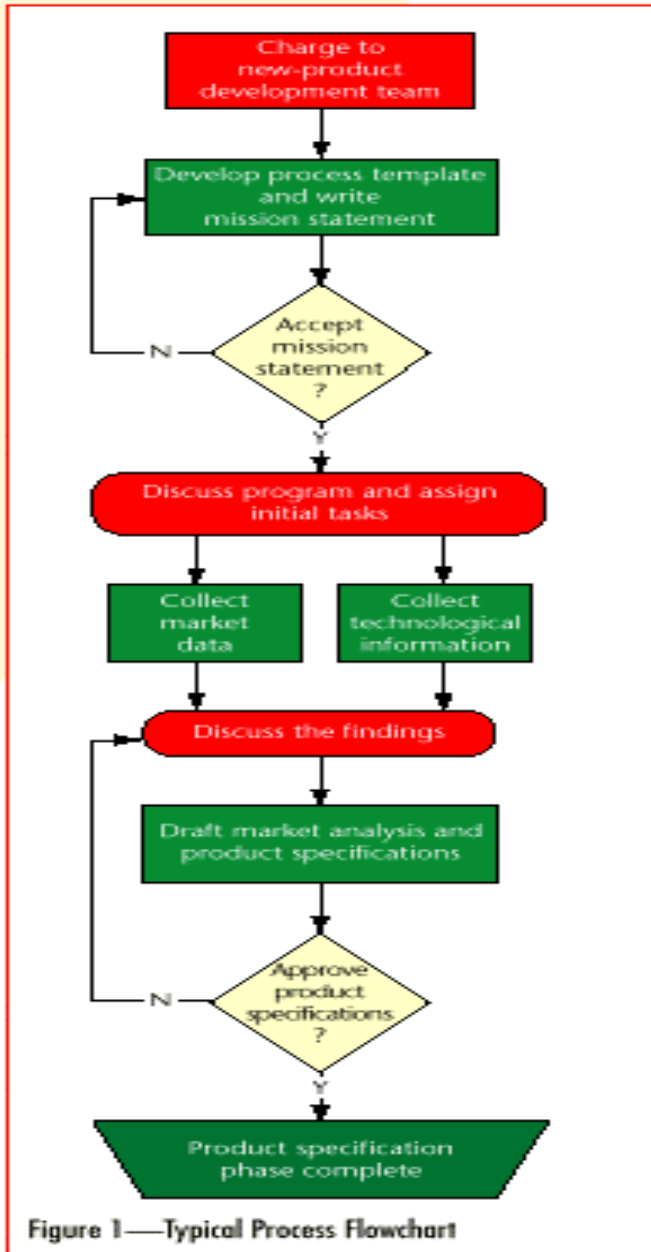 Charge to
new-product
development team
Develop process template
and write
mission statement
Accept
mission
statement
?
N
Y
Discuss program and assign
initial tasks
Collect
market
data
Collect
technological
information
Discuss the findings
Draft market analysis and
product specifications
Approve
product
specifications
?
N
Y
Product specification
phase complete
Figure 1—Typical Process Flowchart